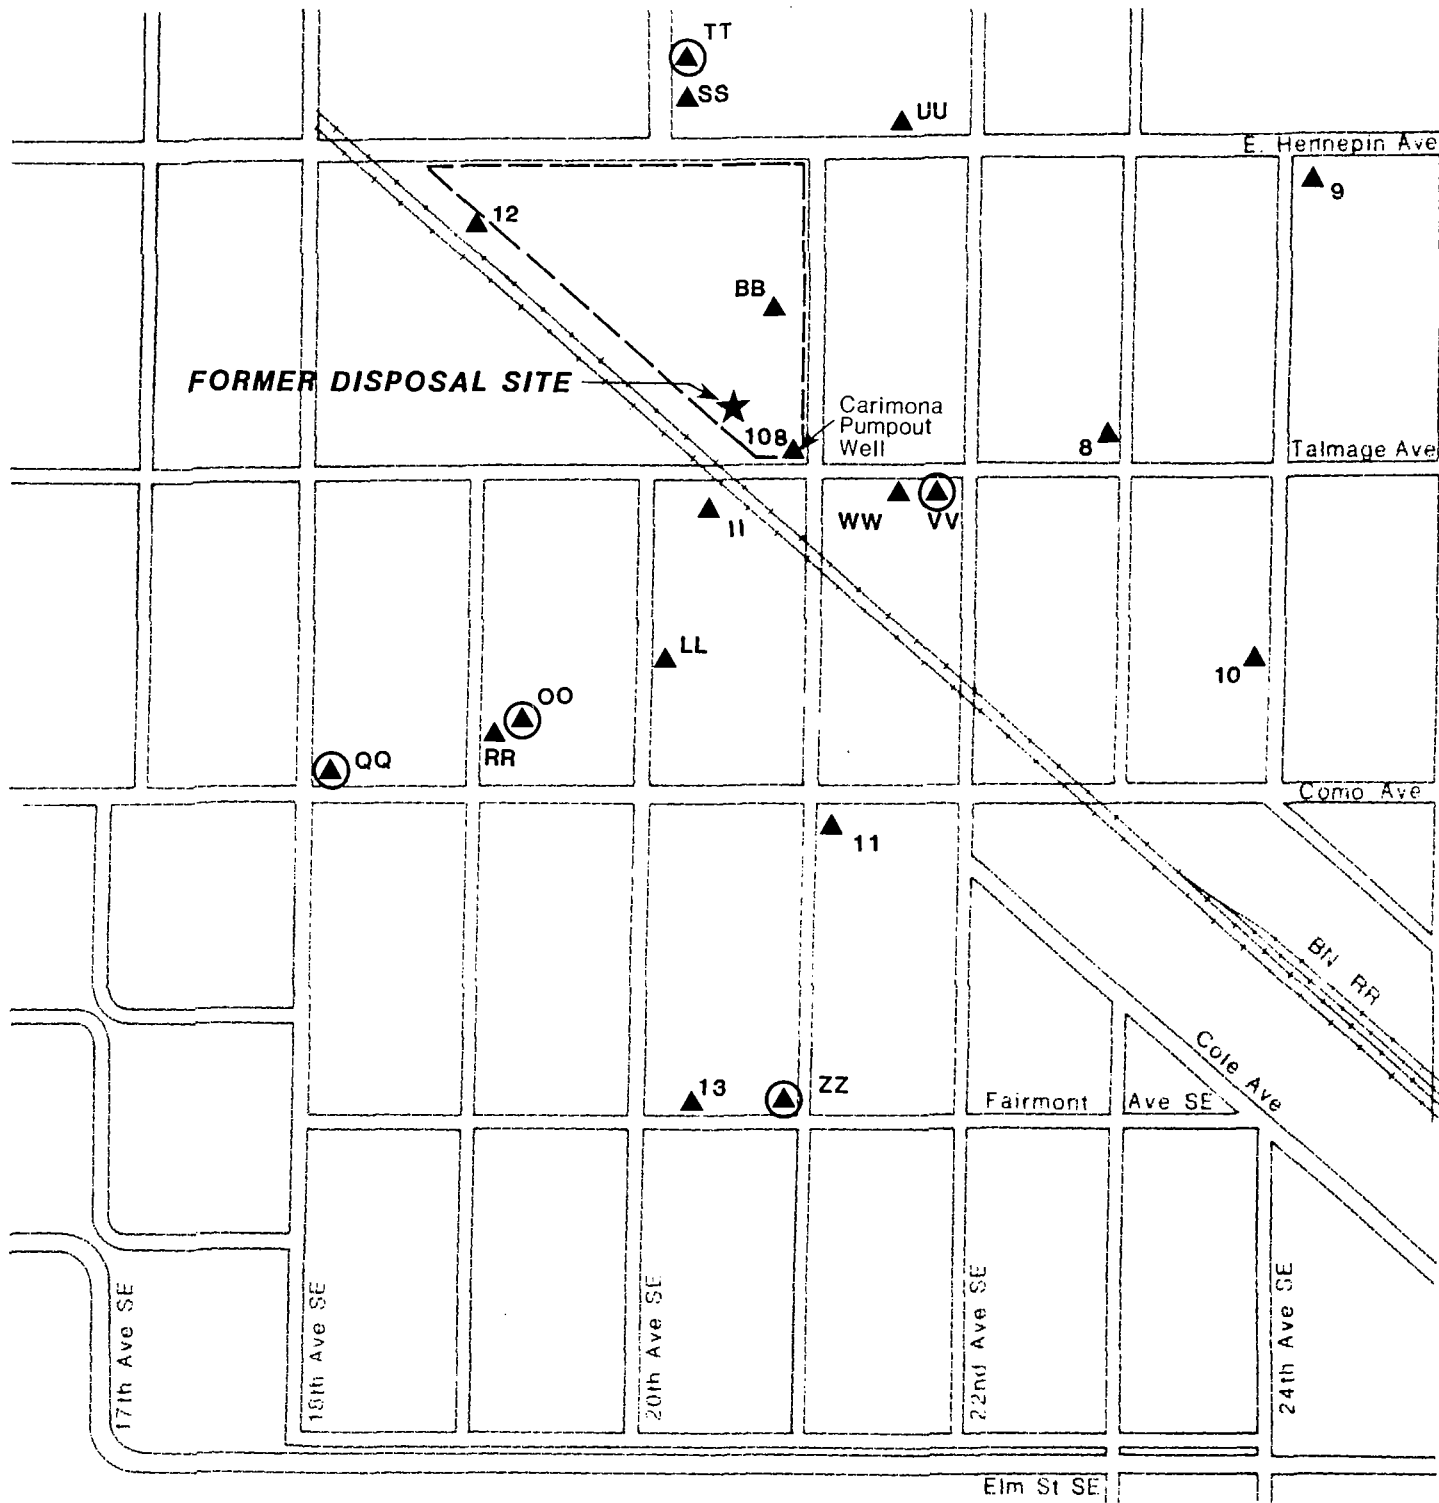 TT
SS
UU
E. Hennepin Ave
9
12
BB
FORMER DISPOSAL SITE
108
Carimona
Pumpout
Well
8
Talmage Ave
WW
VV
II
LL
10
OO
RR
QQ
Como Ave
11
BN RR
Cole Ave
13
ZZ
Fairmont Ave SE
17th Ave SE
18th Ave SE
20th Ave SE
22nd Ave SE
24th Ave SE
Elm St SE